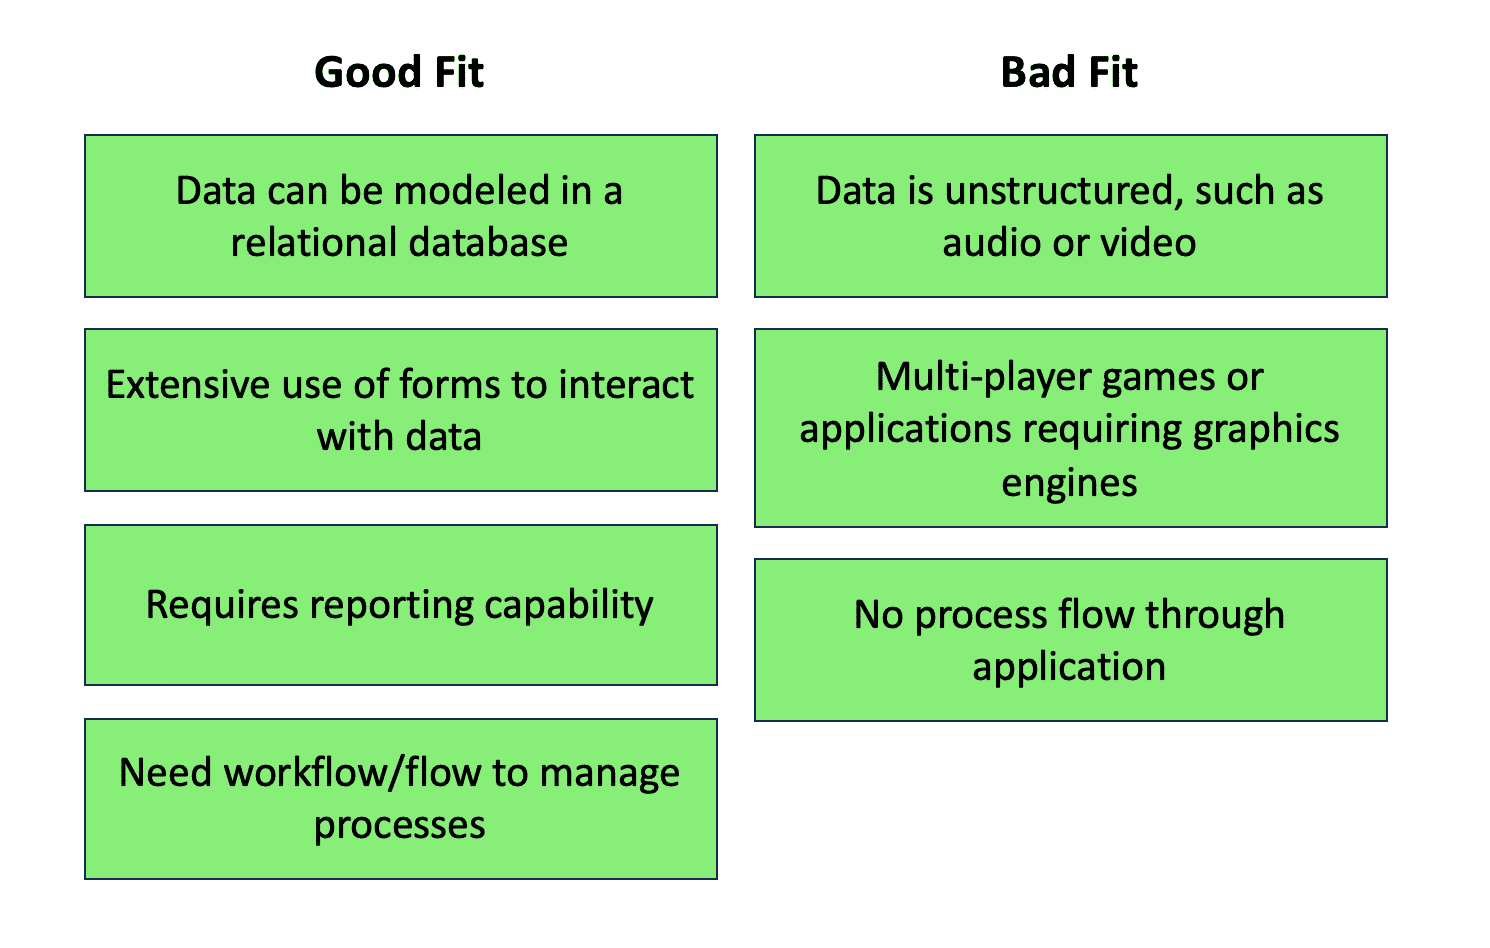 Good Fit
Data can be modeled in a
relational database
Extensive use of forms to interact
with data
Requires reporting capability
Need workflow/flow to manage
processes
Bad Fit
Data is unstructured, such as
audio or video
Multi-player games or
applications requiring graphics
engines
No process flow through
application